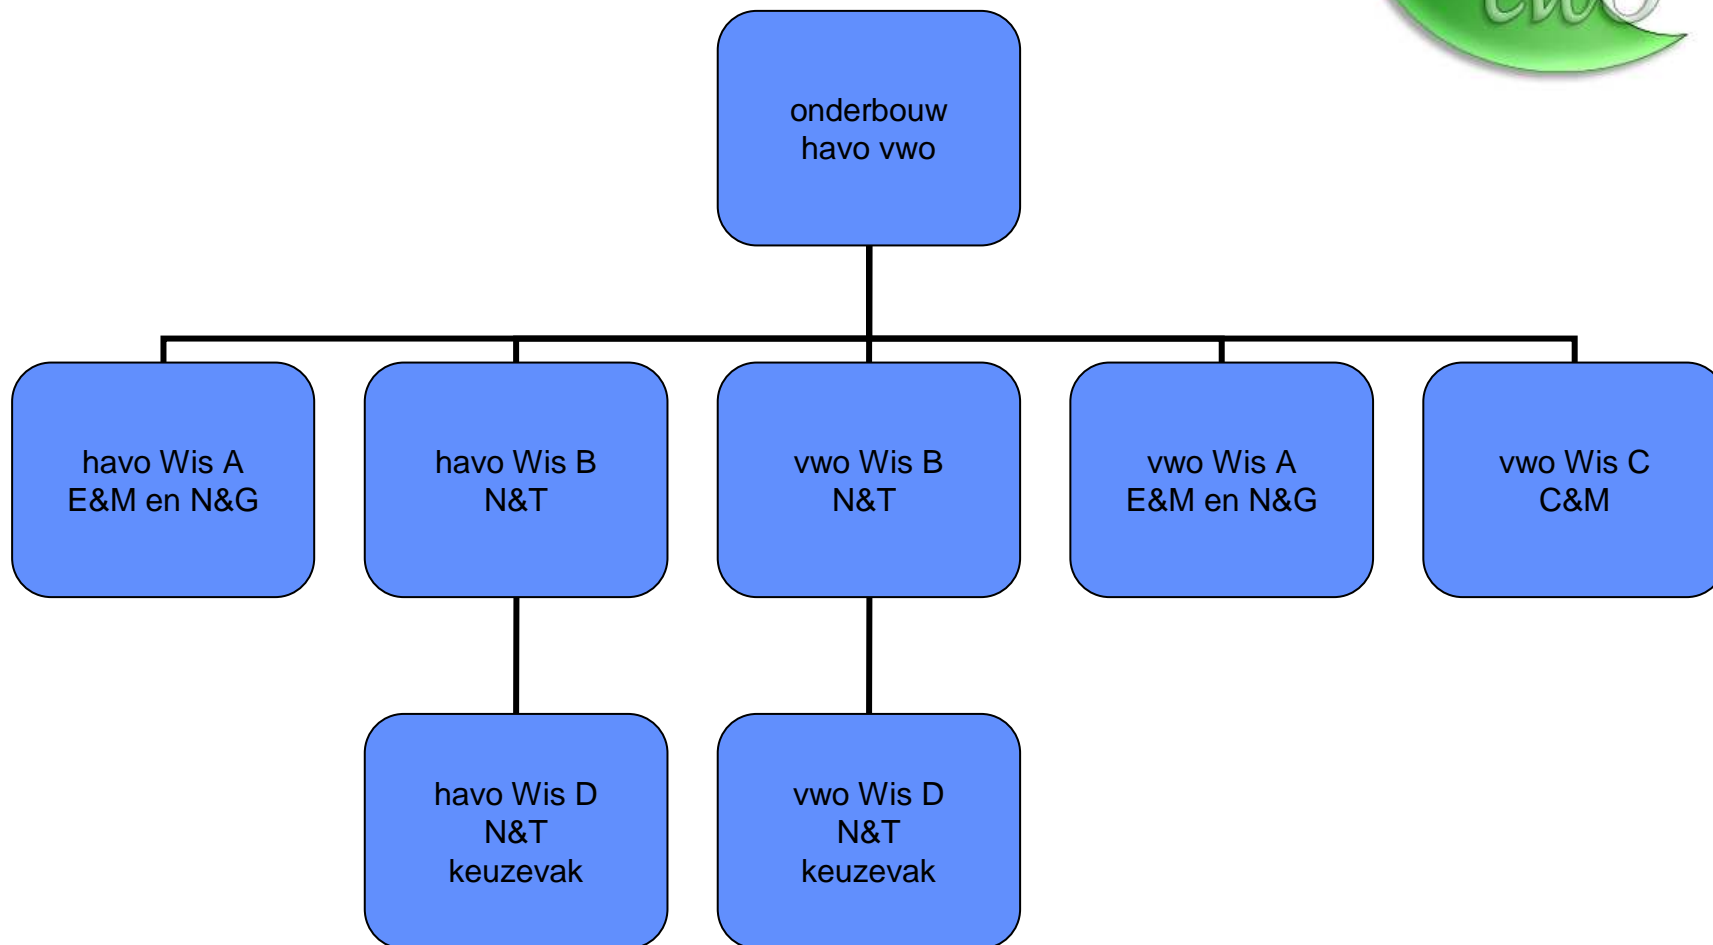 cwo
onderbouw
havo vwo
havo Wis A
E&M en N&G
havo Wis B
N&T
vwo Wis B
N&T
vwo Wis A
E&M en N&G
vwo Wis C
C&M
havo Wis D
N&T
keuzevak
vwo Wis D
N&T
keuzevak